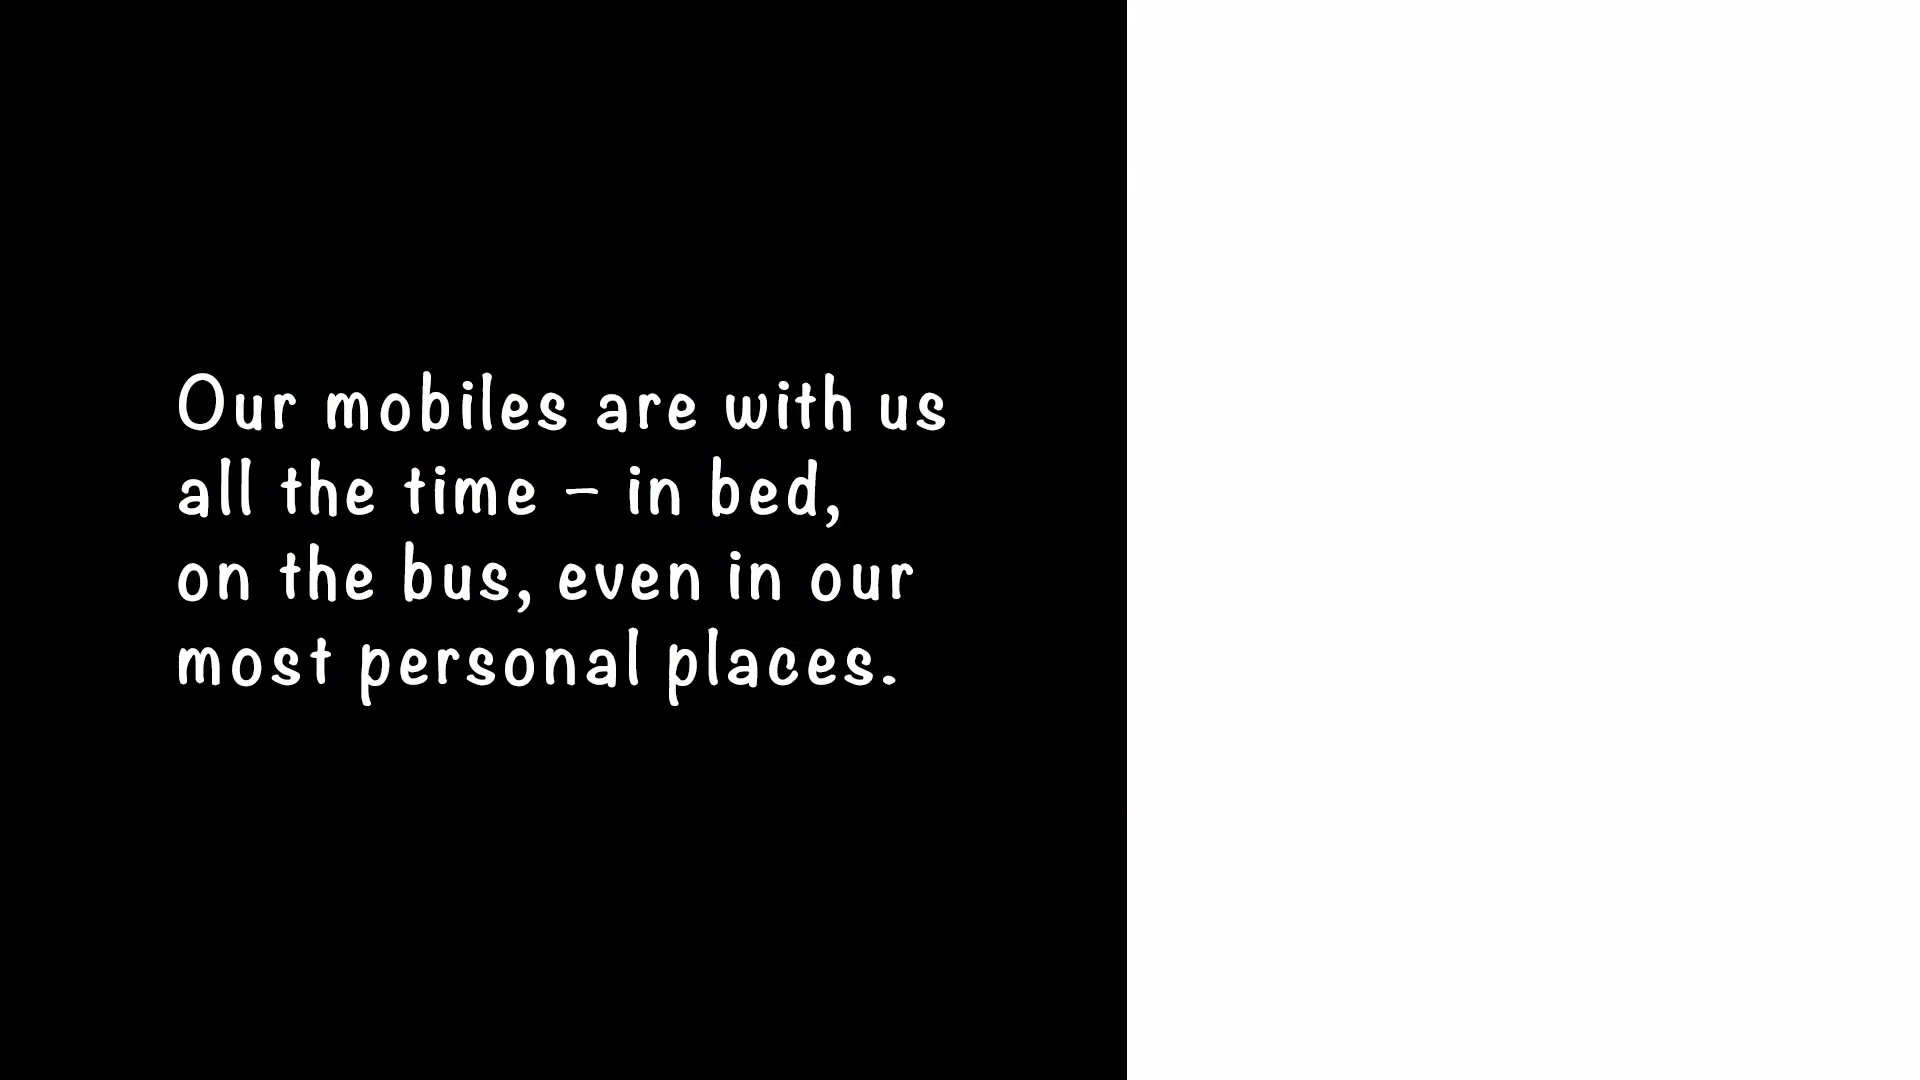 Our mobiles are with us
all the time – in bed,
on the bus, even in our
most personal places.